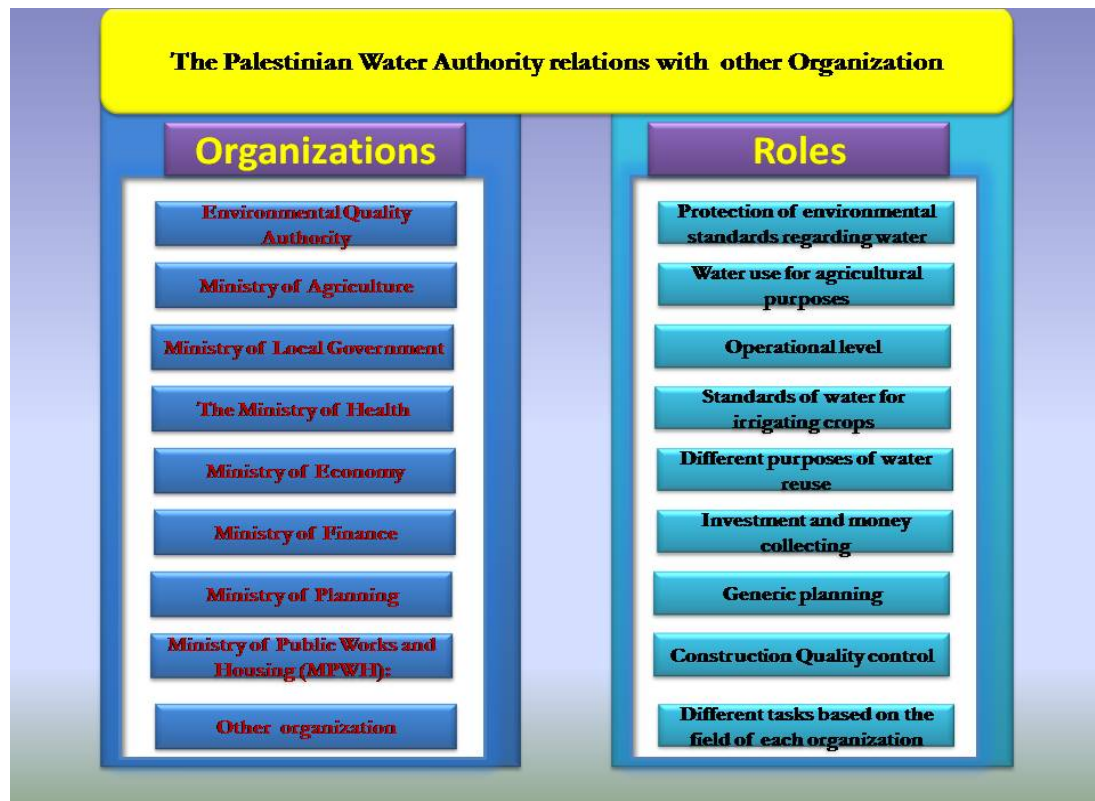 The Palestinian Water Authority relations with other Organization
Organizations
Environmental Quality
Authority
Ministry of Agriculture
Ministry of Local Government
The Ministry of Health
Ministry of Economy
Ministry of Finance
Ministry of Planning
Ministry of Public Works and
Housing (MPWH):
Other organization
Roles
Protection of environmental
standards regarding water
Water use for agricultural
purposes
Operational level
Standards of water for
irrigating crops
Different purposes of water
reuse
Investment and money
collecting
Generic planning
Construction Quality control
Different tasks based on the
field of each organization